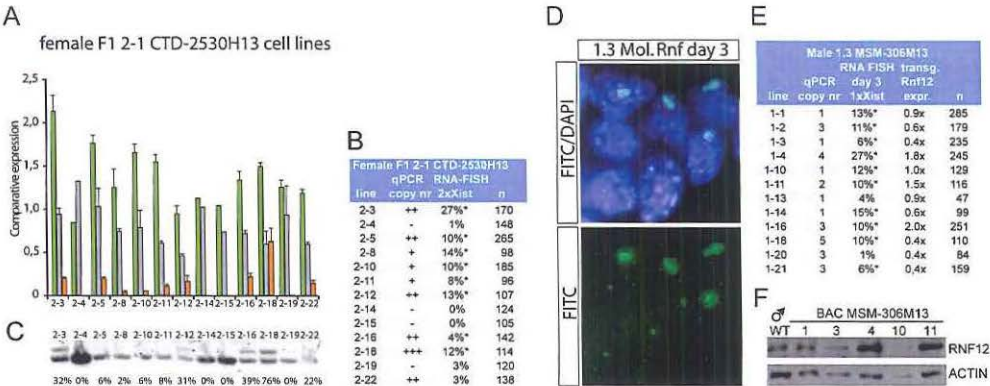 A
female F1 2-1 CTD-2530H13 cell lines
Comparative expression
2,5
2,0
1,5
1,0
0,5
0
2-3 2-4 2-5 2-8 2-10 2-11 2-12 2-14 2-15 2-16 2-18 2-19 2-22
C
2-3 2-4 2-5 2-8 2-10 2-11 2-12 2-14 2-15 2-16 2-18 2-19 2-22
32% 0% 6% 2% 6% 8% 31% 0% 0% 39% 76% 0% 22%
B
Female F1 2-1 CTD-2530H13
qPCR RNA-FISH
line copy nr 2xXist n
2-3 ++ 27%* 170
2-4 - 1% 148
2-5 ++ 10%* 265
2-8 + 14%* 98
2-10 + 10%* 185
2-11 + 8%* 96
2-12 ++ 13%* 107
2-14 - 0% 124
2-15 - 0% 105
2-16 ++ 4%* 142
2-18 +++ 12%* 114
2-19 - 3% 120
2-22 ++ 3% 138
D
1.3 Mol. Rnf day 3
FITC/DAPI
FITC
E
Male 1.3 MSM-306M13
RNA FISH transg.
qPCR day 3 Rnf12
line copy nr 1xXist expr. n
1-1 1 13%* 0.9x 285
1-2 3 11%* 0.6x 179
1-3 1 6%* 0.4x 235
1-4 4 27%* 1.8x 245
1-10 1 12%* 1.0x 129
1-11 2 10%* 1.5x 116
1-13 1 4% 0.9x 47
1-14 1 15%* 0.6x 99
1-16 3 10%* 2.0x 251
1-18 5 10%* 0.4x 110
1-20 3 1% 0,4x 84
1-21 3 6%* 0,4x 159
F
♂ BAC MSM-306M13
WT 1 3 4 10 11
RNF12
ACTIN